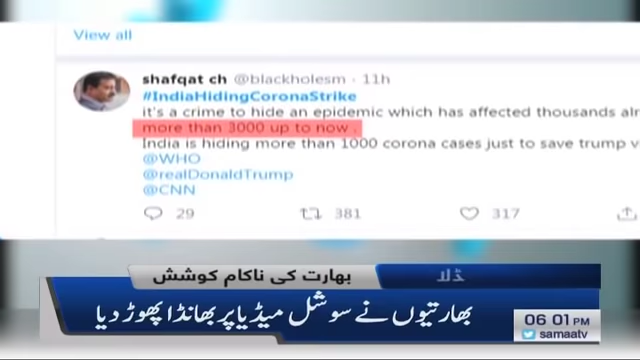 View all
shafqat ch @blackholesm · 11h
#IndiaHidingCoronaStrike
it's a crime to hide an epidemic which has affected thousands alr
more than 3000 up to now .
India is hiding more than 1000 corona cases just to save trump v
@WHO
@realDonaldTrump
@CNN
29 381 317
بھارت کی ناکام کوشش
بھارتیوں نے سوشل میڈیا پر بھانڈا پھوڑ دیا
06 01 PM
samaatv